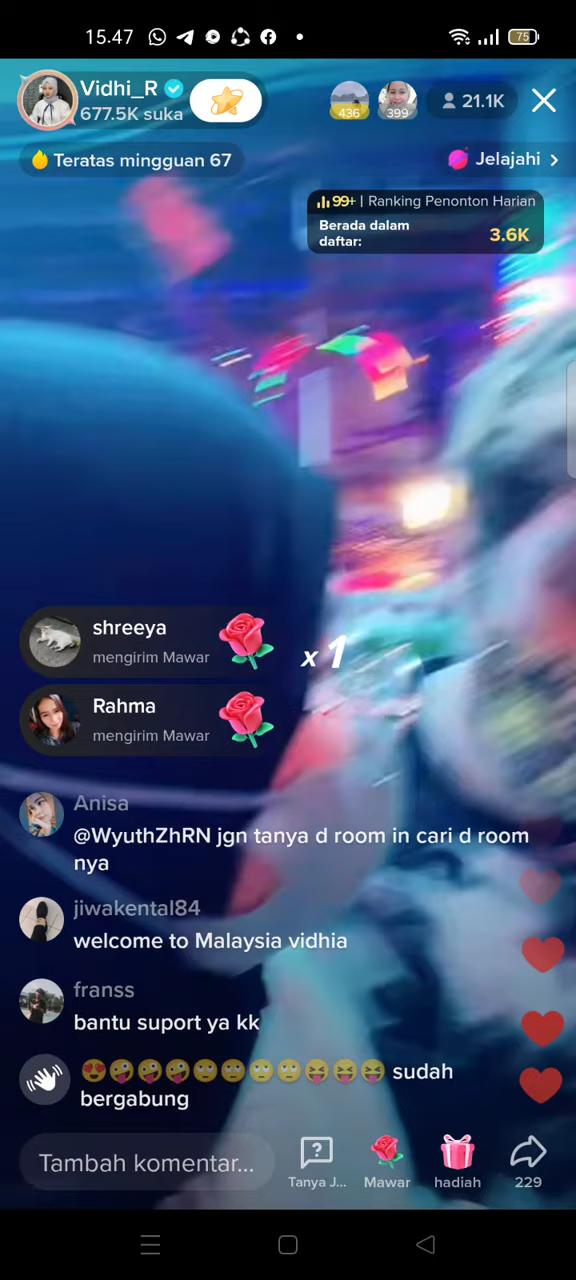 15.47
75
Vidhi_R
677.5K suka
436
399
21.1K
Teratas mingguan 67
Jelajahi >
99+ | Ranking Penonton Harian
Berada dalam
daftar:
3.6K
shreeya
mengirim Mawar
x 1
Rahma
mengirim Mawar
Anisa
@WyuthZhRN jgn tanya d room in cari d room
nya
jiwakental84
welcome to Malaysia vidhia
franss
bantu suport ya kk
😍🤪🤪🤪🙄🙄🙄🙄😝😝😝 sudah
bergabung
Tambah komentar...
Tanya J...
Mawar
hadiah
229